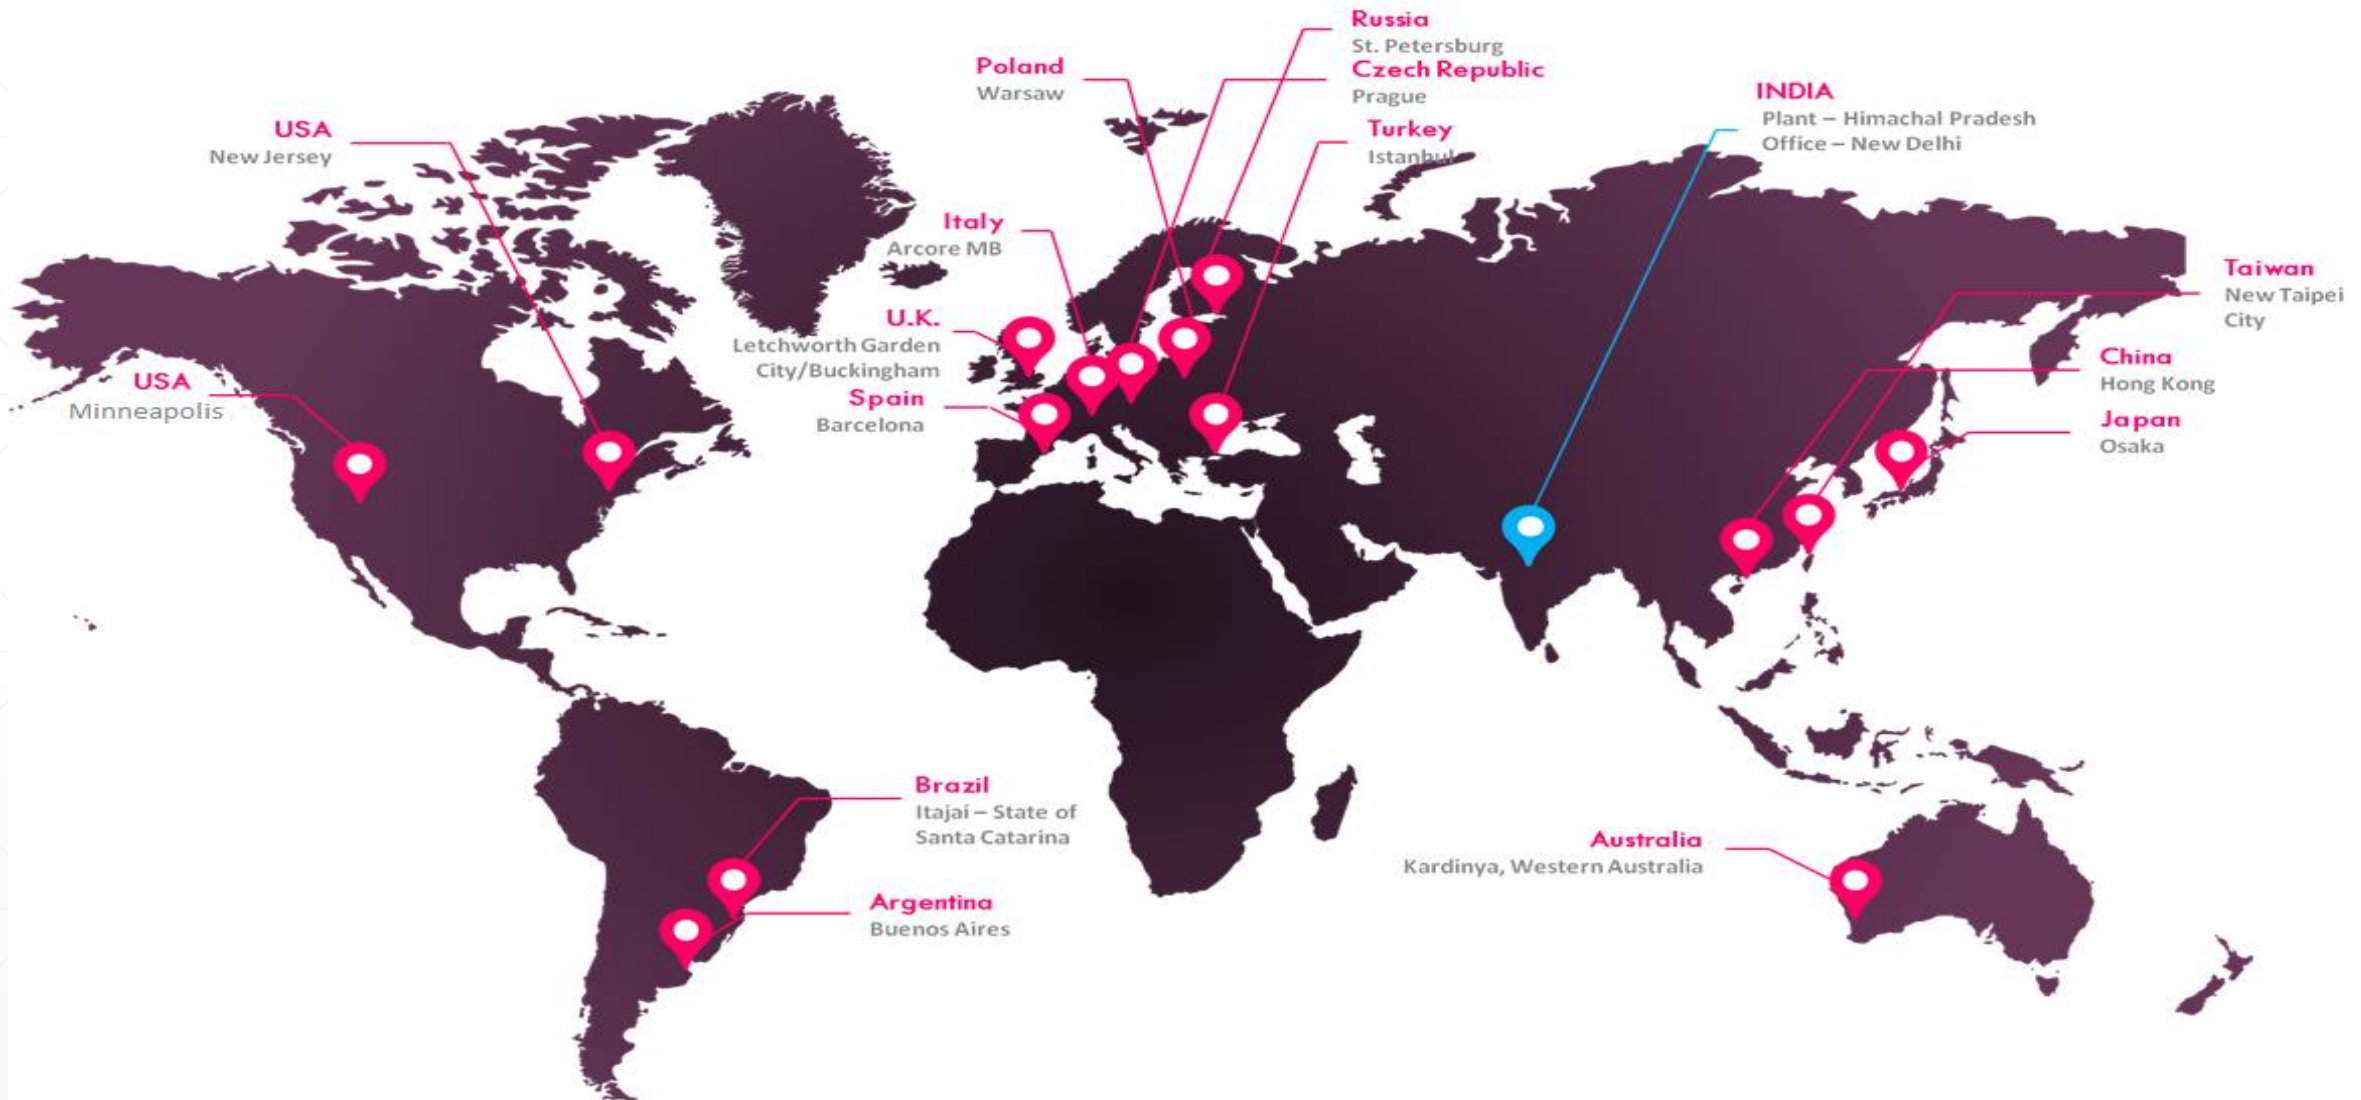 Russia
St. Petersburg
Czech Republic
Prague
Poland
Warsaw
Turkey
Istanbul
INDIA
Plant – Himachal Pradesh
Office – New Delhi
USA
New Jersey
Italy
Arcore MB
U.K.
Letchworth Garden
City/Buckingham
Spain
Barcelona
USA
Minneapolis
Taiwan
New Taipei
City
China
Hong Kong
Japan
Osaka
Brazil
Itajaí – State of
Santa Catarina
Argentina
Buenos Aires
Australia
Kardinya, Western Australia